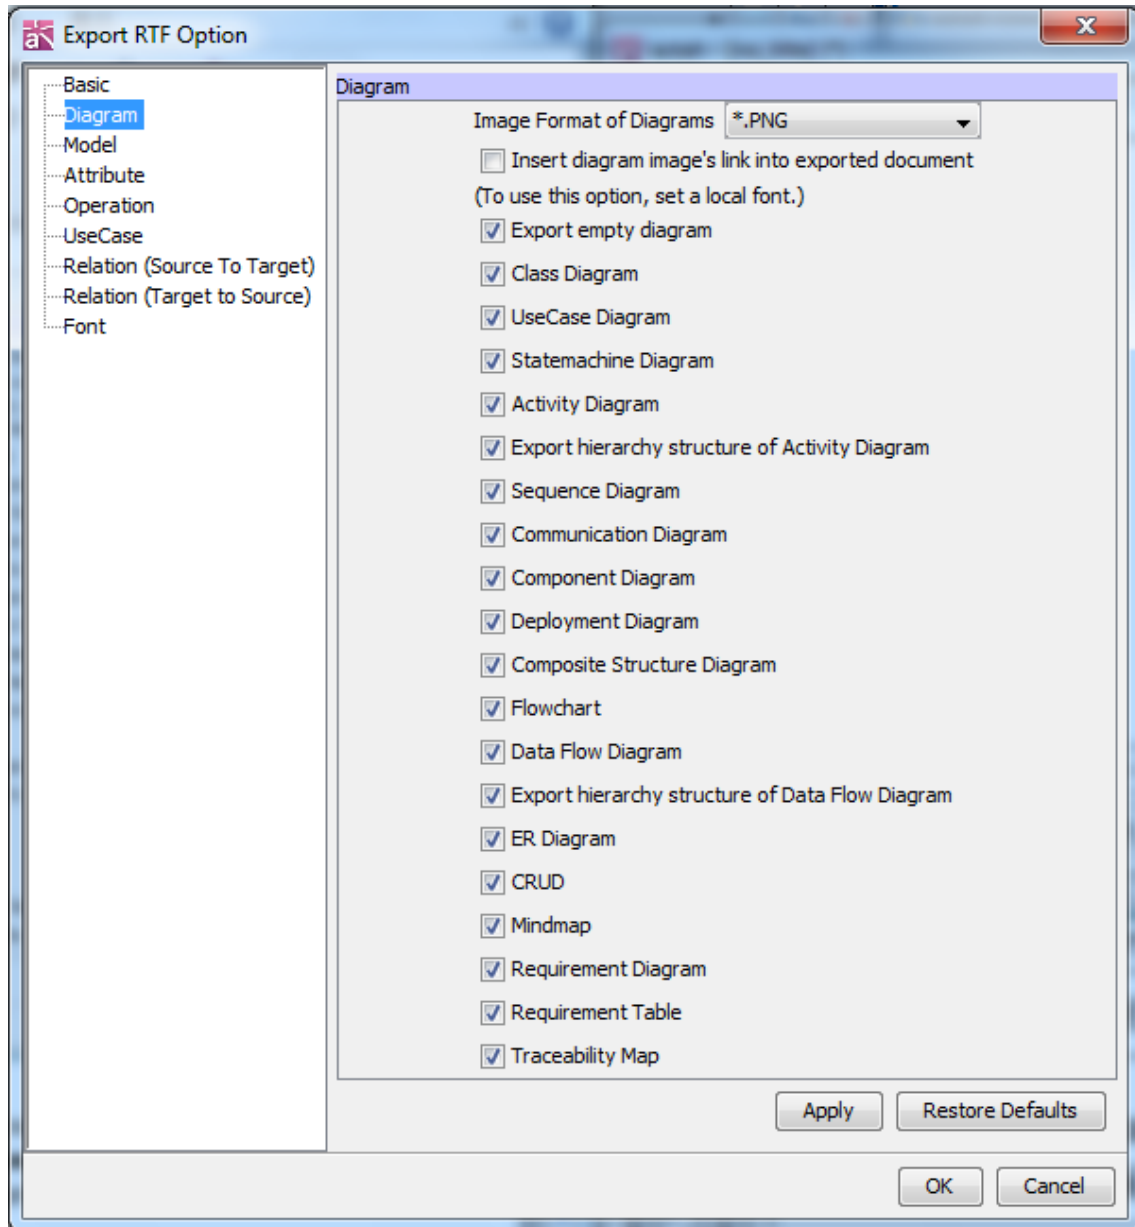 Export RTF Option
Basic
Diagram
Model
Attribute
Operation
UseCase
Relation (Source To Target)
Relation (Target to Source)
Font
Diagram
Image Format of Diagrams *.PNG
Insert diagram image's link into exported document
(To use this option, set a local font.)
Export empty diagram
Class Diagram
UseCase Diagram
Statemachine Diagram
Activity Diagram
Export hierarchy structure of Activity Diagram
Sequence Diagram
Communication Diagram
Component Diagram
Deployment Diagram
Composite Structure Diagram
Flowchart
Data Flow Diagram
Export hierarchy structure of Data Flow Diagram
ER Diagram
CRUD
Mindmap
Requirement Diagram
Requirement Table
Traceability Map
Apply Restore Defaults
OK Cancel